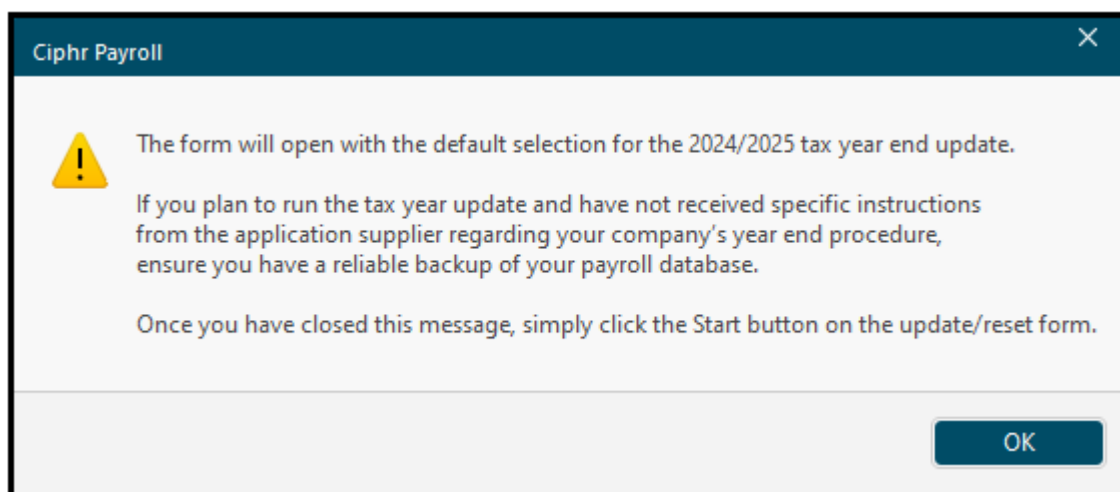 Ciphr Payroll
The form will open with the default selection for the 2024/2025 tax year end update.
If you plan to run the tax year update and have not received specific instructions
from the application supplier regarding your company's year end procedure,
ensure you have a reliable backup of your payroll database.
Once you have closed this message, simply click the Start button on the update/reset form.
OK